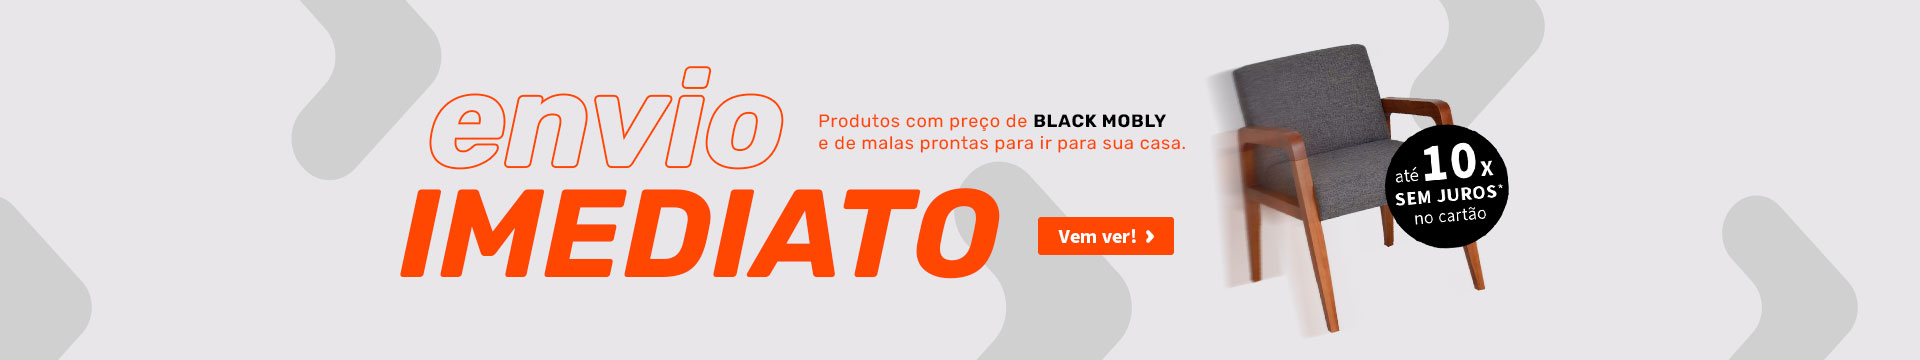 envio
IMEDIATO
Produtos com preço de BLACK MOBLY
e de malas prontas para ir para sua casa.
Vem ver!
até 10x
SEM JUROS*
no cartão